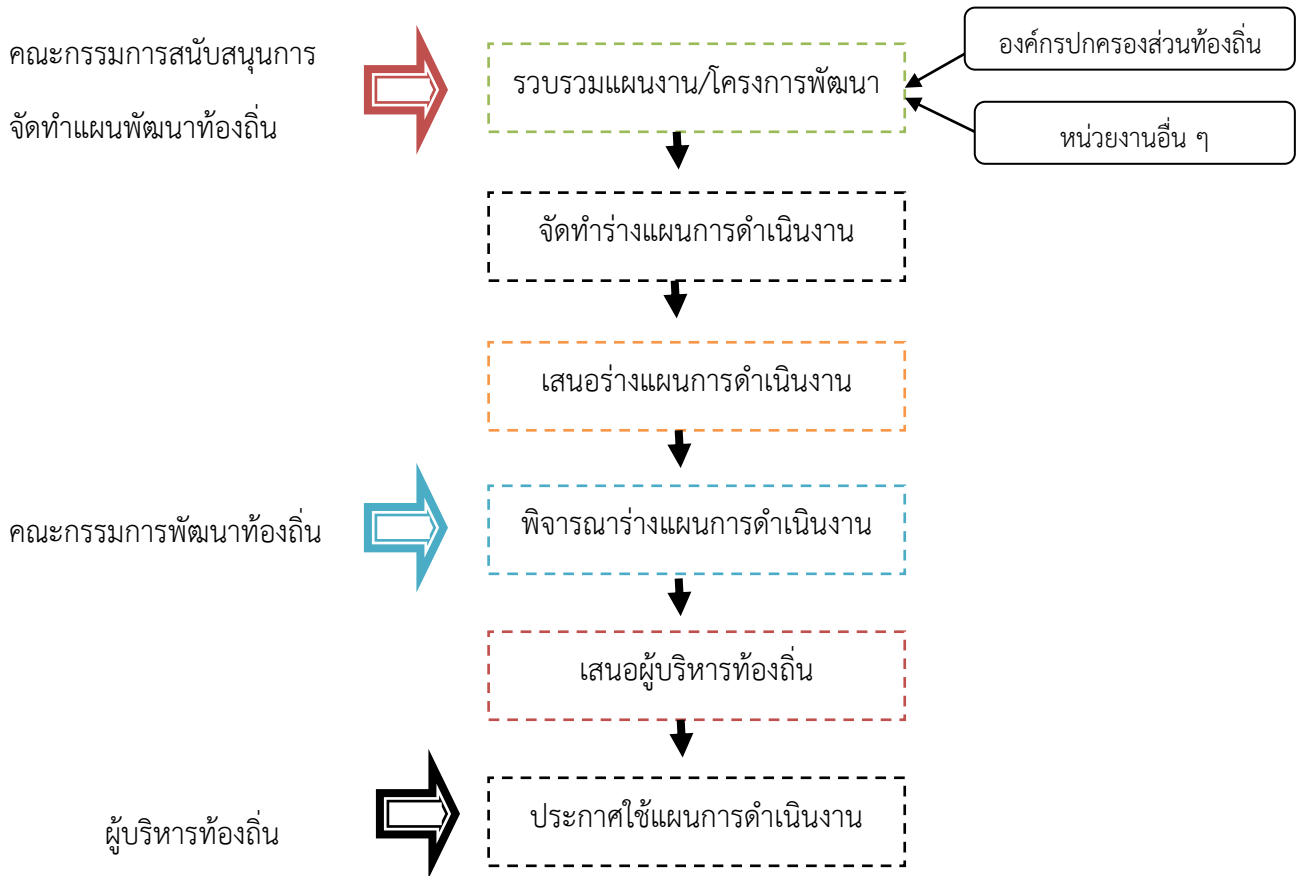 คณะกรรมการสนับสนุนการ
จัดทำแผนพัฒนาท้องถิ่น
รวบรวมแผนงาน/โครงการพัฒนา
องค์กรปกครองส่วนท้องถิ่น
หน่วยงานอื่น ๆ
จัดทำร่างแผนการดำเนินงาน
เสนอร่างแผนการดำเนินงาน
คณะกรรมการพัฒนาท้องถิ่น
พิจารณาร่างแผนการดำเนินงาน
เสนอผู้บริหารท้องถิ่น
ผู้บริหารท้องถิ่น
ประกาศใช้แผนการดำเนินงาน